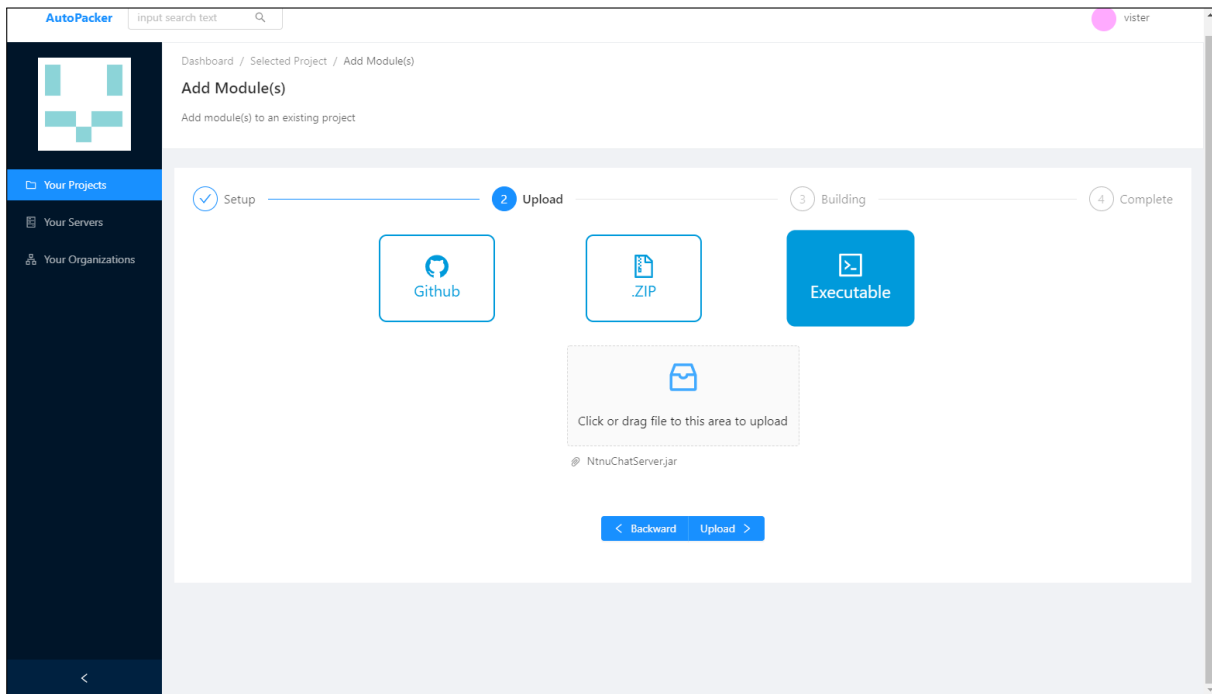 AutoPacker input search text vister
Dashboard / Selected Project / Add Module(s)
Add Module(s)
Add module(s) to an existing project
Your Projects
Your Servers
Your Organizations
Setup 2 Upload 3 Building 4 Complete
Github .ZIP Executable
Click or drag file to this area to upload
NtnuChatServer.jar
< Backward Upload >
<